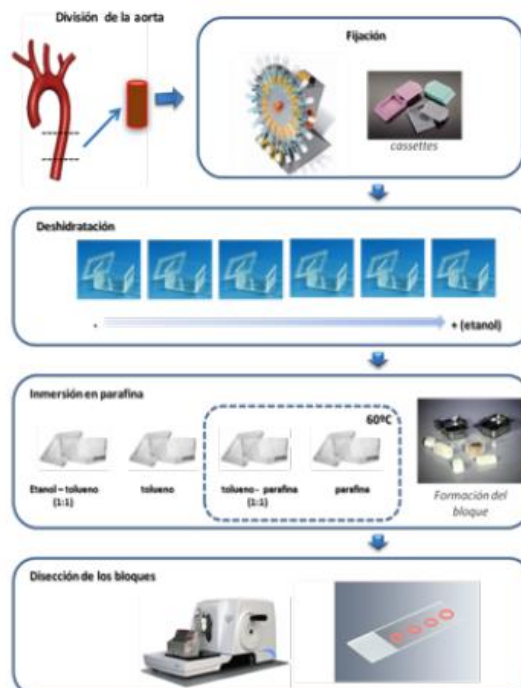 División de la aorta
Fijación
cassettes
Deshidratación
-
+ (etanol)
Inmersión en parafina
60ºC
Etanol – tolueno
(1:1)
tolueno
tolueno– parafina
(1:1)
parafina
Formación del
bloque
Disección de los bloques